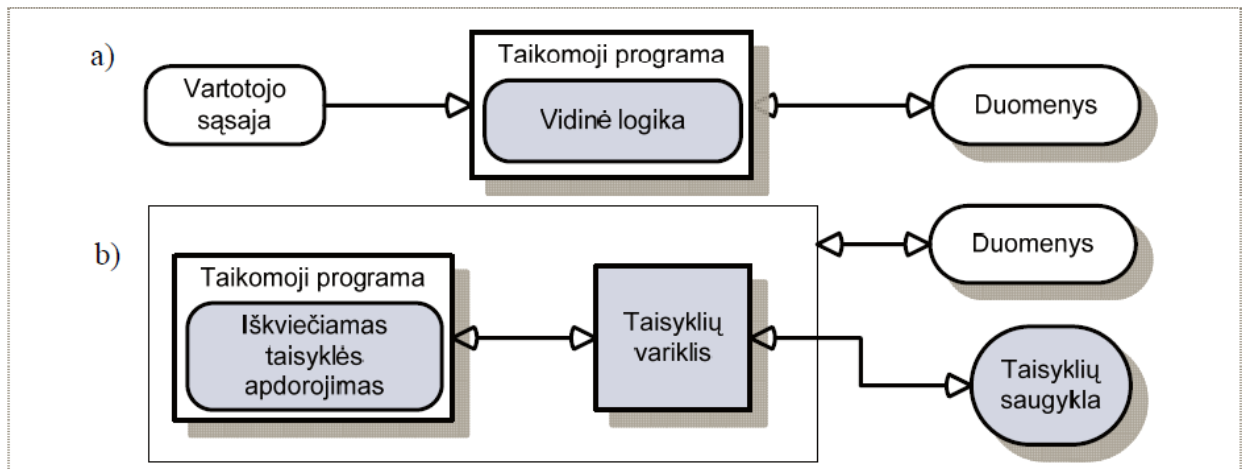 a)
Vartotojo
sąsaja
Taikomoji programa
Vidinė logika
Duomenys
b)
Taikomoji programa
Iškviečiamas
taisyklės
apdorojimas
Taisyklių
variklis
Duomenys
Taisyklių
saugykla